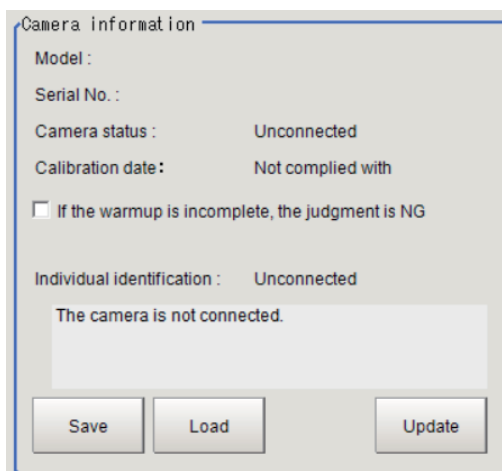 Camera information
Model :
Serial No. :
Camera status : Unconnected
Calibration date: Not complied with
If the warmup is incomplete, the judgment is NG
Individual identification : Unconnected
The camera is not connected.
Save Load Update